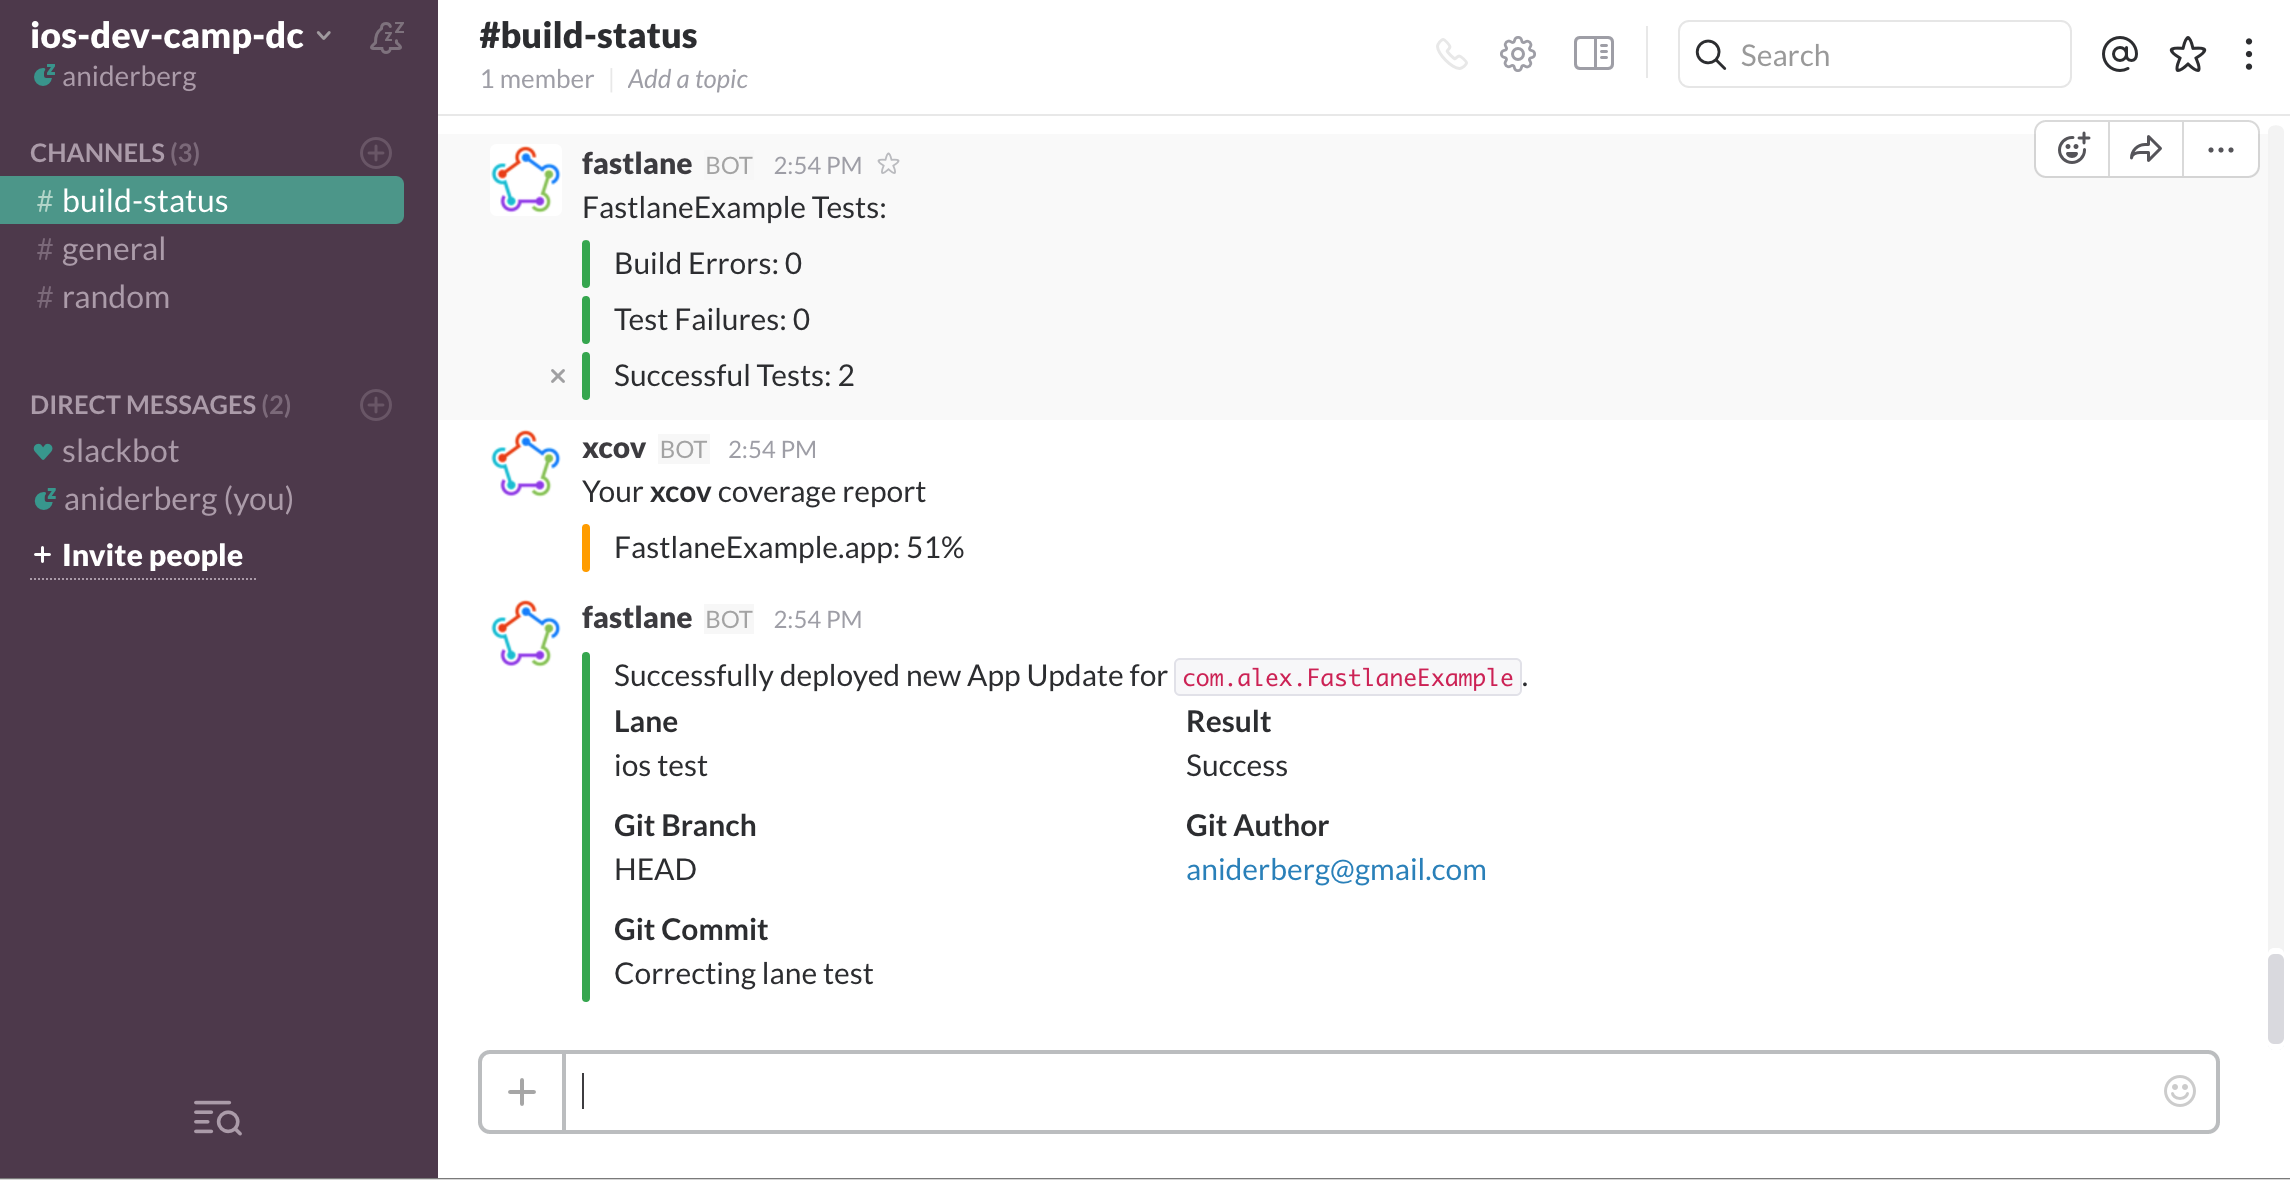 ios-dev-camp-dc
aniderberg
CHANNELS (3)
# build-status
# general
# random
DIRECT MESSAGES (2)
slackbot
aniderberg (you)
+ Invite people
#build-status
1 member | Add a topic
Search
fastlane BOT 2:54 PM
FastlaneExample Tests:
Build Errors: 0
Test Failures: 0
Successful Tests: 2
xcov BOT 2:54 PM
Your xcov coverage report
FastlaneExample.app: 51%
fastlane BOT 2:54 PM
Successfully deployed new App Update for com.alex.FastlaneExample.
Lane Result
ios test Success
Git Branch Git Author
HEAD aniderberg@gmail.com
Git Commit
Correcting lane test